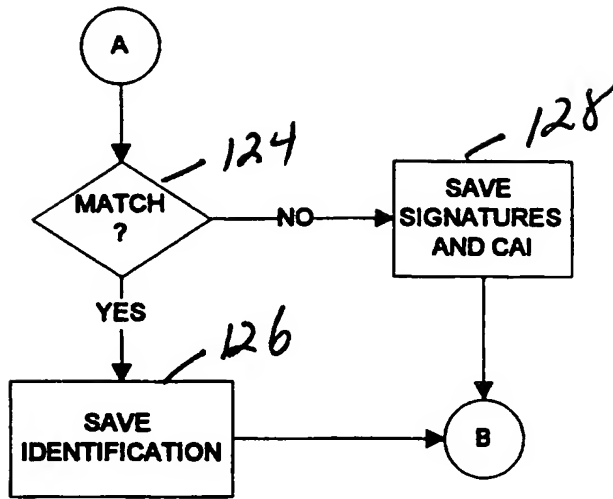 A
124
MATCH
?
NO
128
SAVE
SIGNATURES
AND CAI
YES
126
SAVE
IDENTIFICATION
B